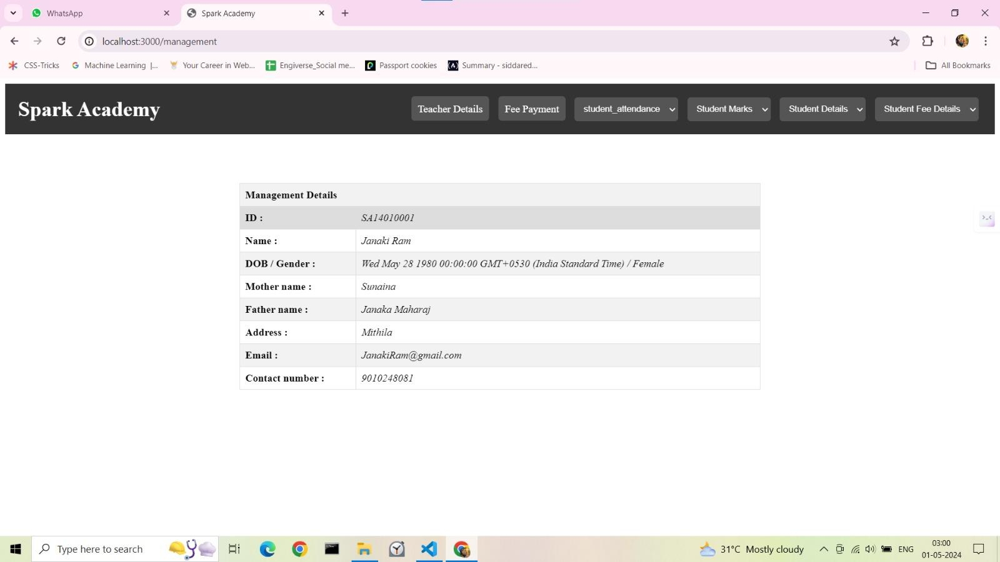 WhatsApp
Spark Academy
localhost:3000/management
CSS-Tricks
Machine Learning |...
Your Career in Web...
Engiverse_Social me...
Passport cookies
Summary - siddared...
All Bookmarks
Spark Academy
Teacher Details
Fee Payment
student_attendance
Student Marks
Student Details
Student Fee Details
Management Details
ID : SA14010001
Name : Janaki Ram
DOB / Gender : Wed May 28 1980 00:00:00 GMT+0530 (India Standard Time) / Female
Mother name : Sunaina
Father name : Janaka Maharaj
Address : Mithila
Email : JanakiRam@gmail.com
Contact number : 9010248081
Type here to search
31°C Mostly cloudy
ENG
03:00
01-05-2024